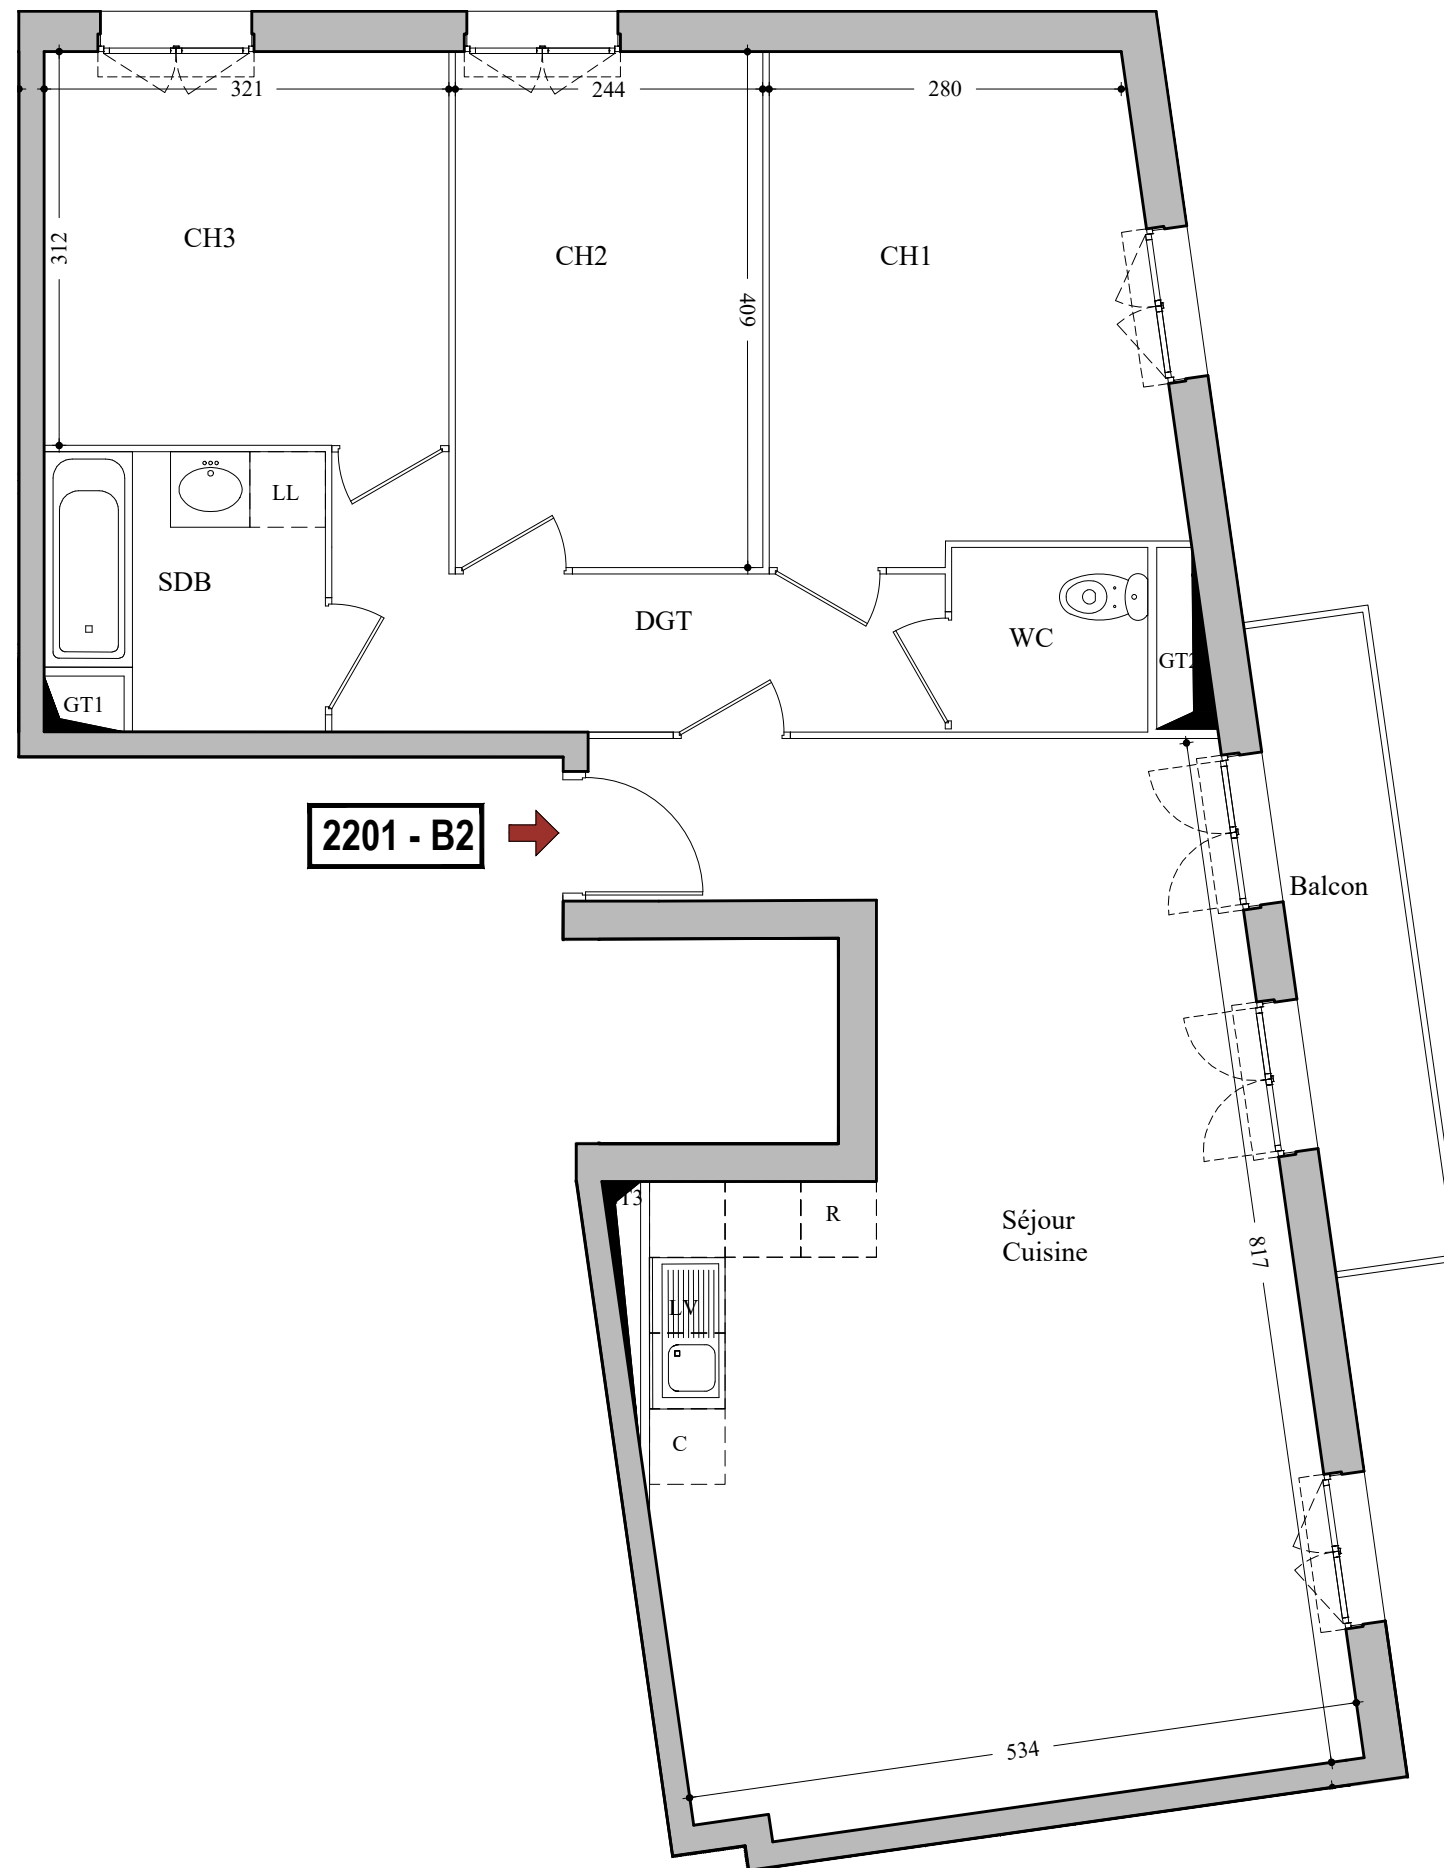 321
244
280
312
CH3
CH2
CH1
409
LL
SDB
DGT
WC
GT2
GT1
2201 - B2
Balcon
T3
R
Séjour
Cuisine
817
LV
C
534